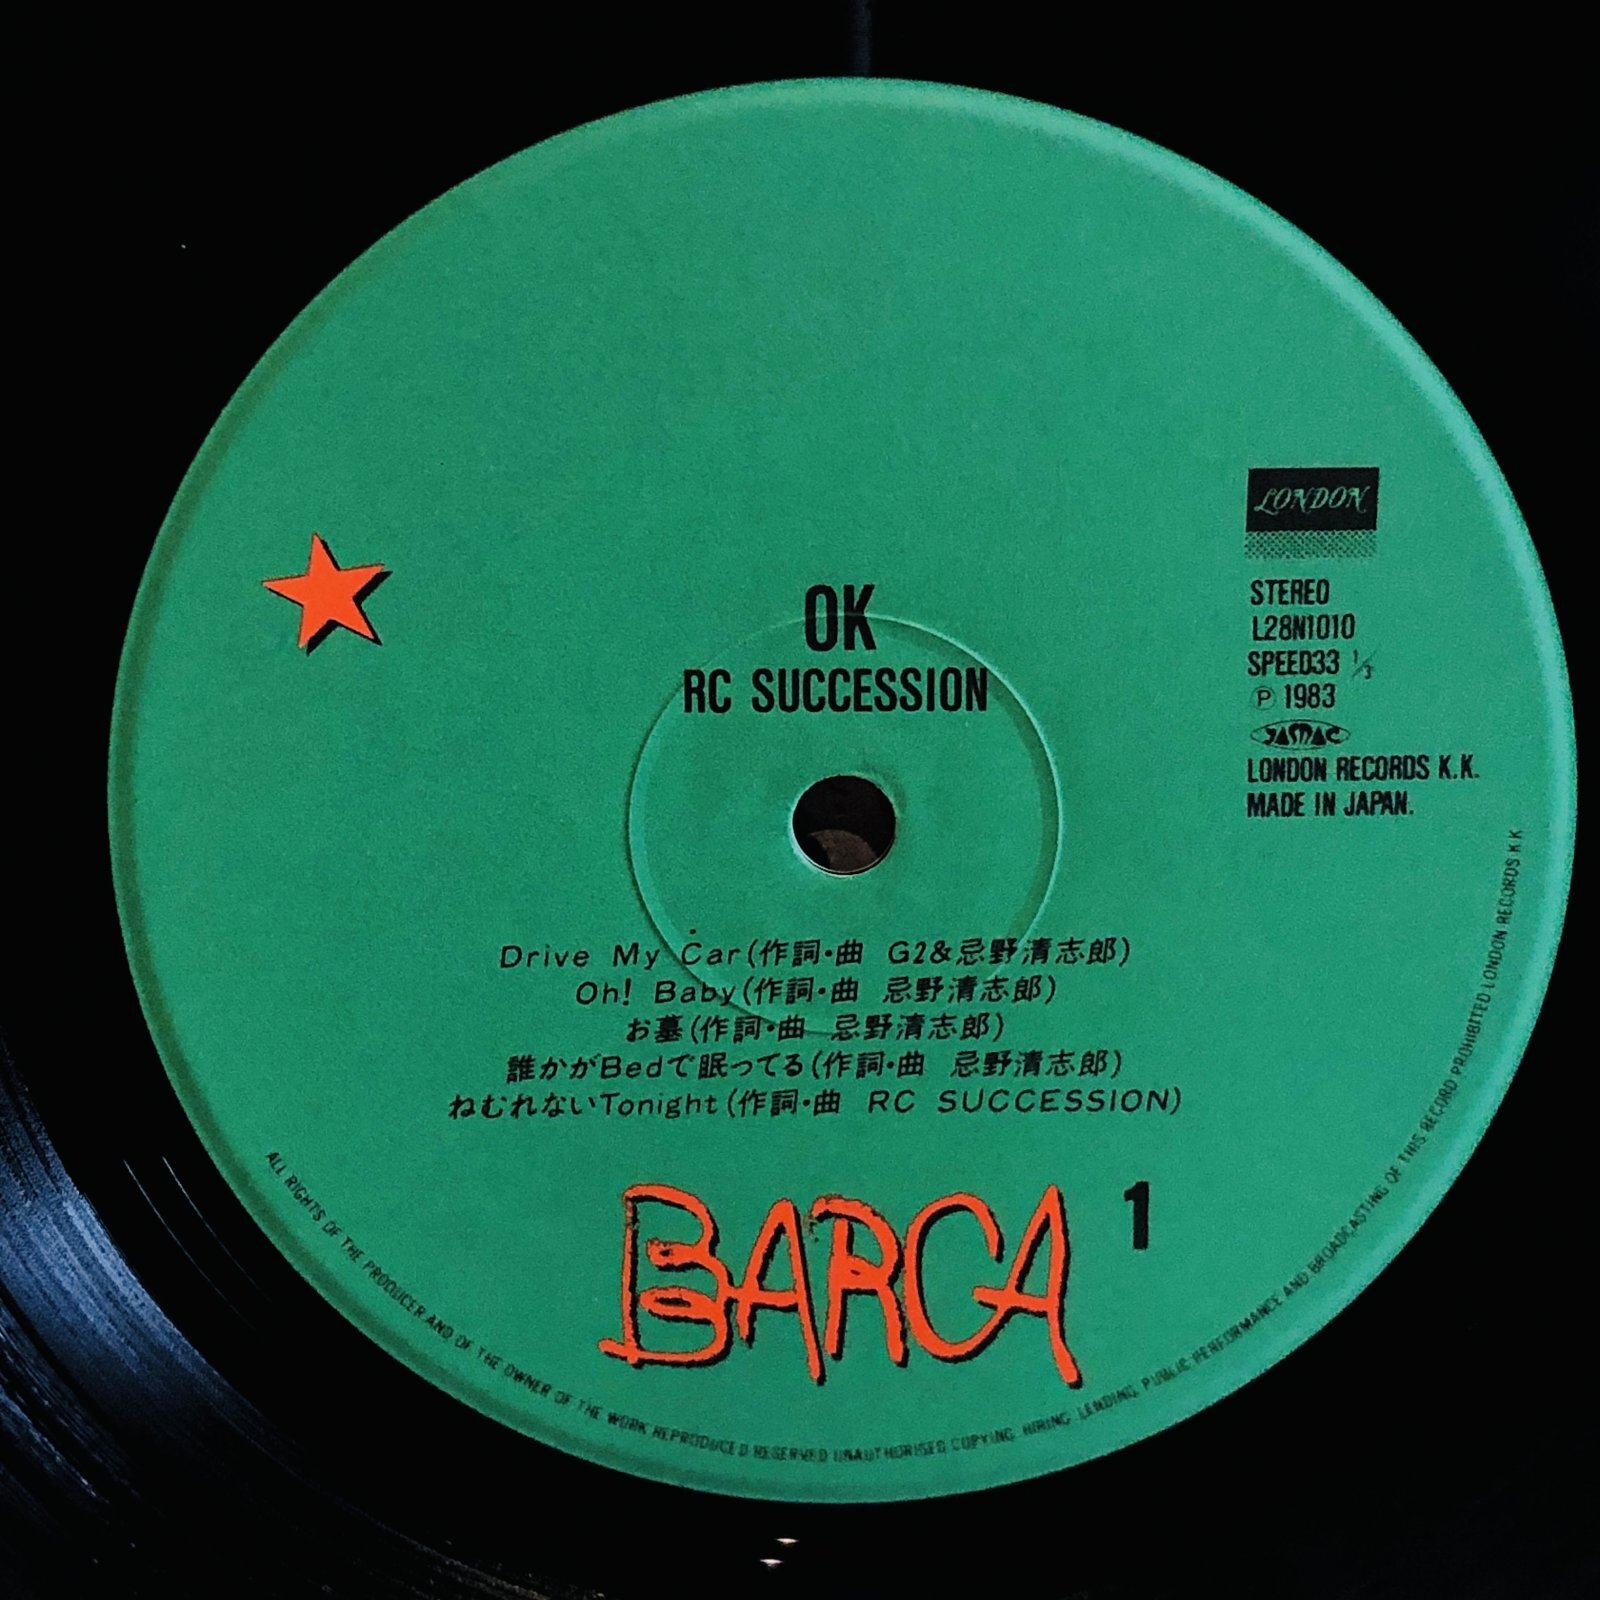 LONDON
STEREO
L28N1010
SPEED33 1/3
Ⓟ 1983
JASRAC
LONDON RECORDS K.K.
MADE IN JAPAN.
OK
RC SUCCESSION
Drive My Car(作詞・曲 G2&忌野清志郎)
Oh! Baby(作詞・曲 忌野清志郎)
お墓(作詞・曲 忌野清志郎)
誰かがBedで眠ってる(作詞・曲 忌野清志郎)
ねむれないTonight(作詞・曲 RC SUCCESSION)
BARCA 1
ALL RIGHTS OF THE PRODUCER AND OF THE OWNER OF THE WORK REPRODUCED RESERVED UNAUTHORISED COPYING HIRING LENDING PUBLIC PERFORMANCE AND BROADCASTING OF THIS RECORD PROHIBITED LONDON RECORDS K K